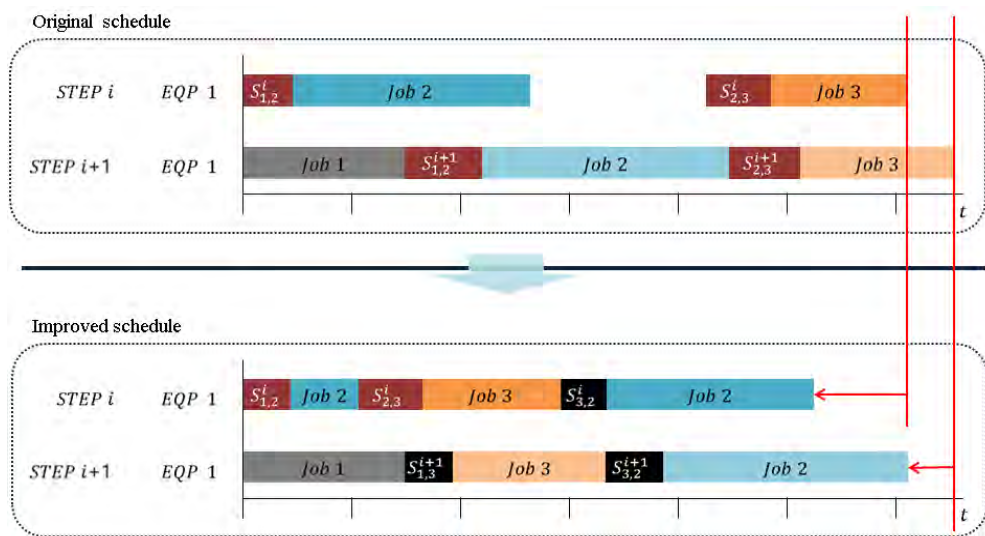 Original schedule
STEP i EQP 1 S^i_{1,2} Job 2 S^i_{2,3} Job 3
STEP i+1 EQP 1 Job 1 S^{i+1}_{1,2} Job 2 S^{i+1}_{2,3} Job 3
t
Improved schedule
STEP i EQP 1 S^i_{1,2} Job 2 S^i_{2,3} Job 3 S^i_{3,2} Job 2
STEP i+1 EQP 1 Job 1 S^{i+1}_{1,3} Job 3 S^{i+1}_{3,2} Job 2
t